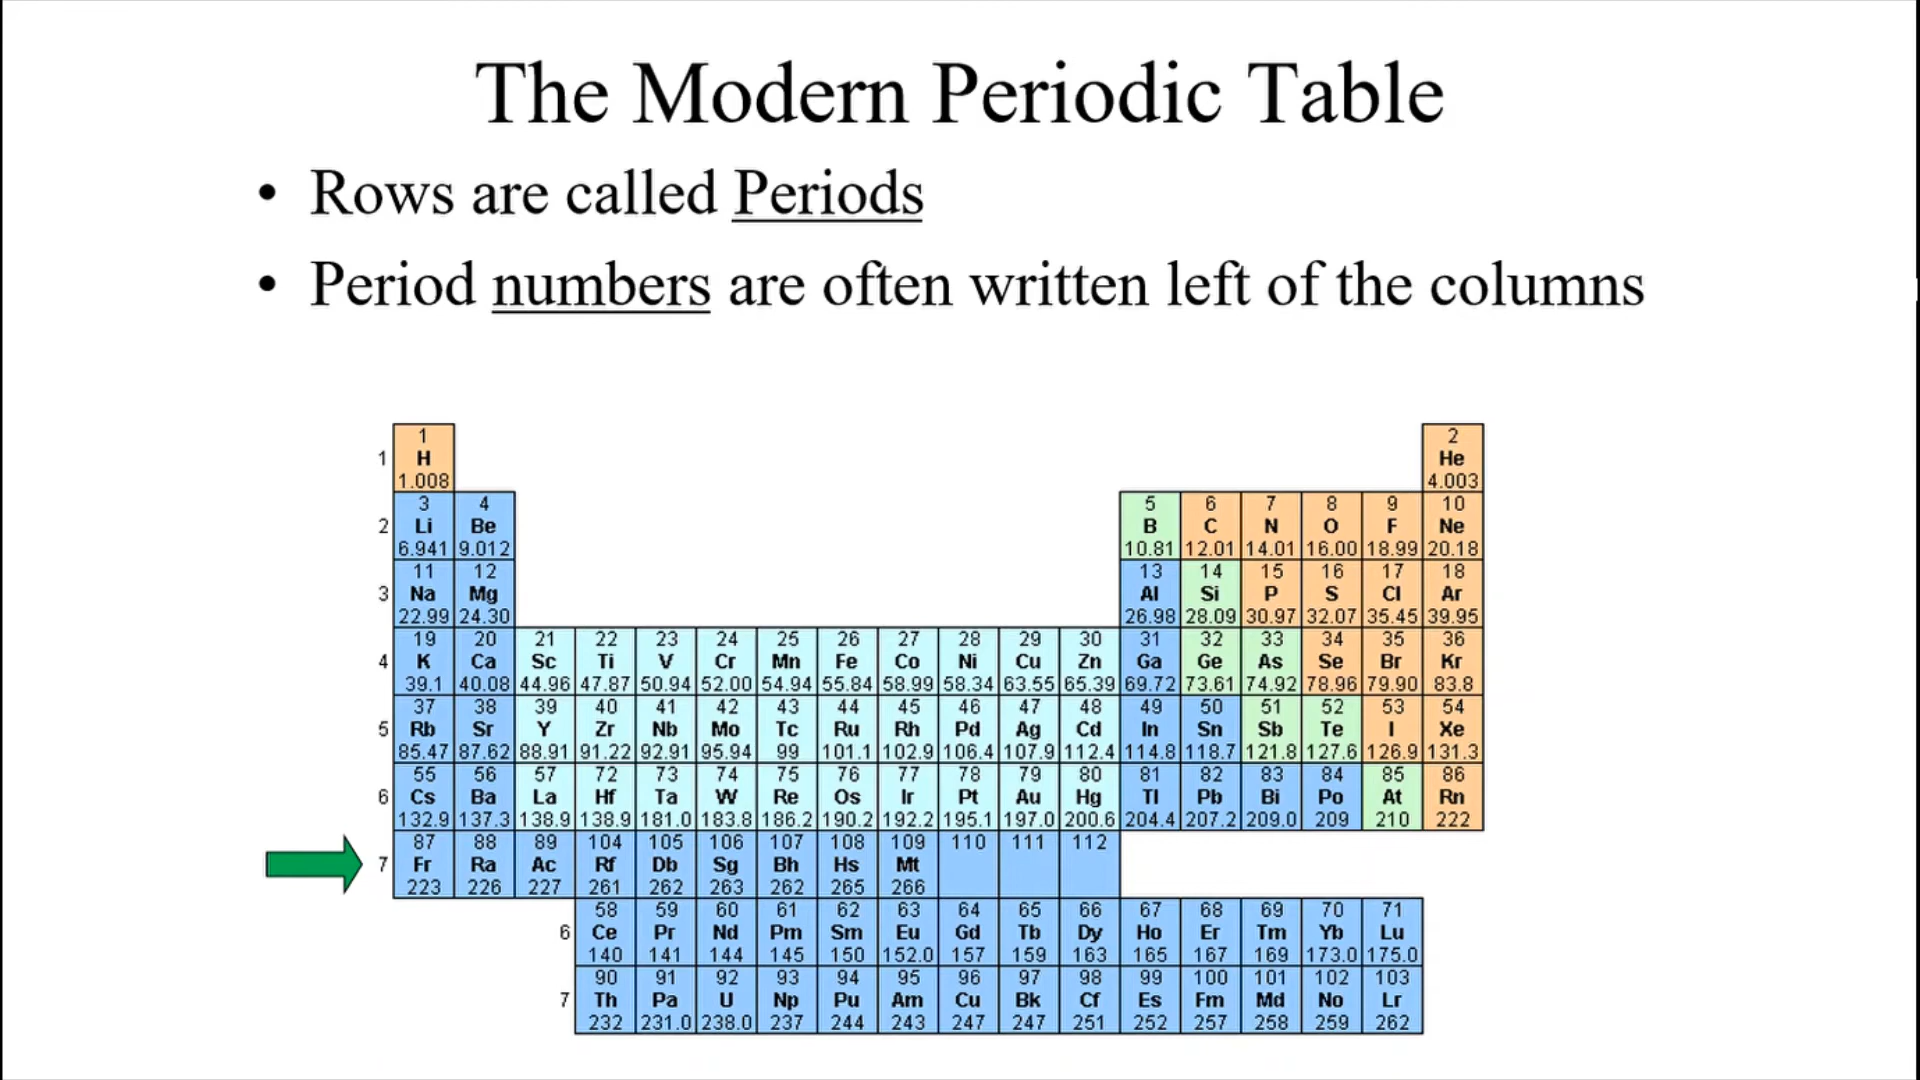 The Modern Periodic Table
• Rows are called Periods
• Period numbers are often written left of the columns
1 2
1 H He
1.008 4.003
3 4 5 6 7 8 9 10
2 Li Be B C N O F Ne
6.941 9.012 10.81 12.01 14.01 16.00 18.99 20.18
11 12 13 14 15 16 17 18
3 Na Mg Al Si P S Cl Ar
22.99 24.30 26.98 28.09 30.97 32.07 35.45 39.95
19 20 21 22 23 24 25 26 27 28 29 30 31 32 33 34 35 36
4 K Ca Sc Ti V Cr Mn Fe Co Ni Cu Zn Ga Ge As Se Br Kr
39.1 40.08 44.96 47.87 50.94 52.00 54.94 55.84 58.99 58.34 63.55 65.39 69.72 73.61 74.92 78.96 79.90 83.8
37 38 39 40 41 42 43 44 45 46 47 48 49 50 51 52 53 54
5 Rb Sr Y Zr Nb Mo Tc Ru Rh Pd Ag Cd In Sn Sb Te I Xe
85.47 87.62 88.91 91.22 92.91 95.94 99 101.1 102.9 106.4 107.9 112.4 114.8 118.7 121.8 127.6 126.9 131.3
55 56 57 72 73 74 75 76 77 78 79 80 81 82 83 84 85 86
6 Cs Ba La Hf Ta W Re Os Ir Pt Au Hg Tl Pb Bi Po At Rn
132.9 137.3 138.9 138.9 181.0 183.8 186.2 190.2 192.2 195.1 197.0 200.6 204.4 207.2 209.0 209 210 222
87 88 89 104 105 106 107 108 109 110 111 112
7 Fr Ra Ac Rf Db Sg Bh Hs Mt
223 226 227 261 262 263 262 265 266
58 59 60 61 62 63 64 65 66 67 68 69 70 71
6 Ce Pr Nd Pm Sm Eu Gd Tb Dy Ho Er Tm Yb Lu
140 141 144 145 150 152.0 157 159 163 165 167 169 173.0 175.0
90 91 92 93 94 95 96 97 98 99 100 101 102 103
7 Th Pa U Np Pu Am Cu Bk Cf Es Fm Md No Lr
232 231.0 238.0 237 244 243 247 247 251 252 257 258 259 262